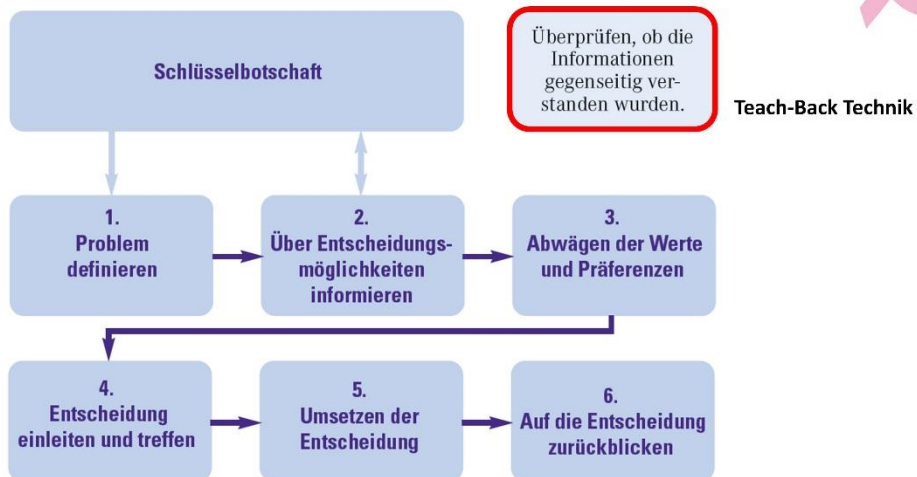 Schlüsselbotschaft
Überprüfen, ob die
Informationen
gegenseitig ver-
standen wurden.
Teach-Back Technik
1.
Problem
definieren
2.
Über Entscheidungs-
möglichkeiten
informieren
3.
Abwägen der Werte
und Präferenzen
4.
Entscheidung
einleiten und treffen
5.
Umsetzen der
Entscheidung
6.
Auf die Entscheidung
zurückblicken